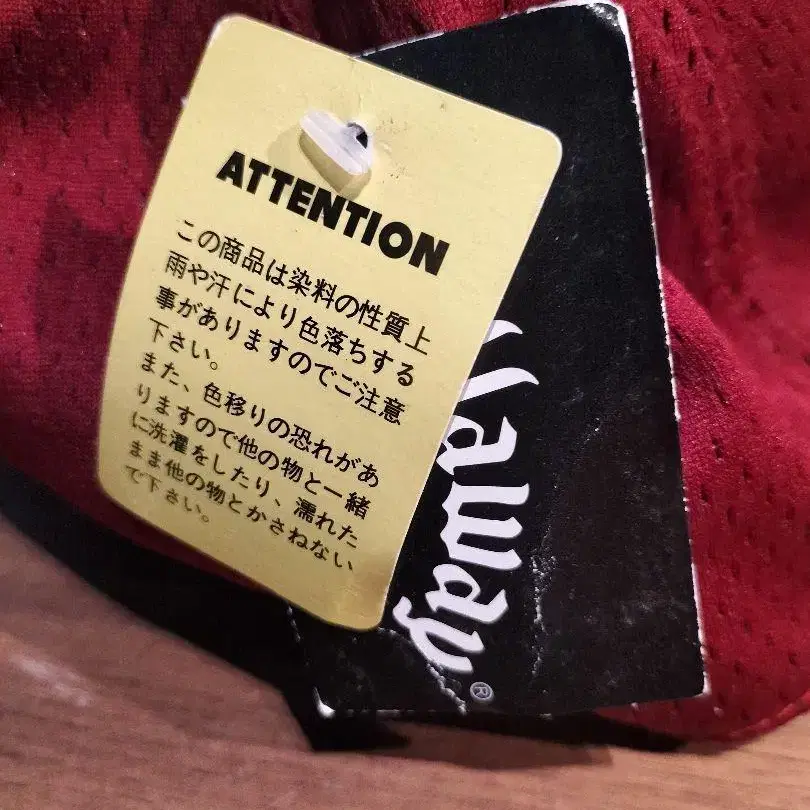 ATTENTION
この商品は染料の性質上
雨や汗により色落ちする
事がありますのでご注意
下さい。
また、色移りの恐れがあ
りますので他の物と一緒
に洗濯をしたり、濡れた
まま他の物とかさねない
で下さい。
away®